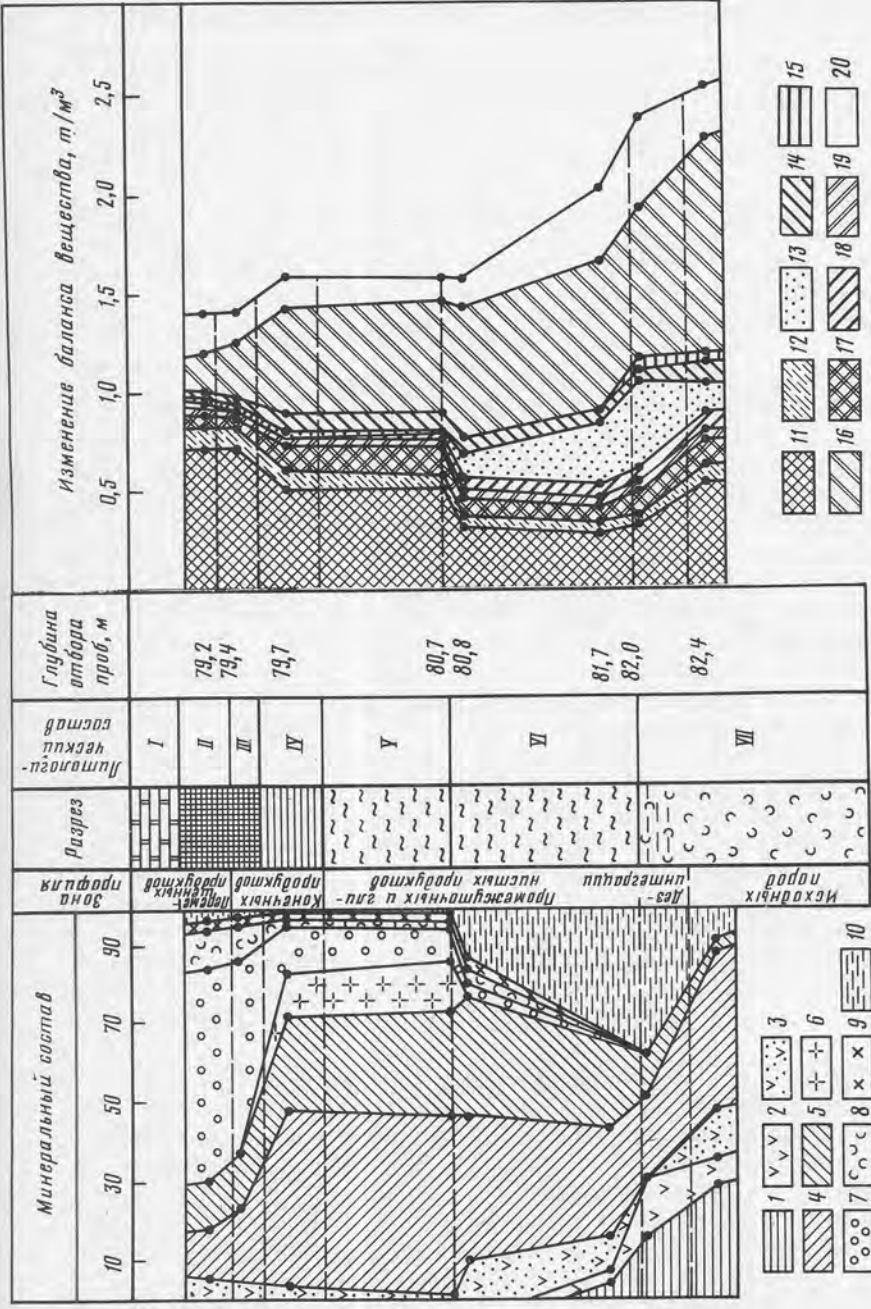 Минеральный состав
10
30
50
70
90
Зона профиля
Перемещенных продуктов
Конечных продуктов
Промежуточных и глинистых продуктов
Дезинтеграции
Исходных пород
Разрез
Литологический состав
I
II
III
IV
V
VI
VII
Глубина
отбора
проб, м
79,2
79,4
79,7
80,7
80,8
81,7
82,0
82,4
Изменение баланса вещества, т/м³
0,5
1,0
1,5
2,0
2,5
1
2
3
4
5
6
7
8
9
10
11
12
13
14
15
16
17
18
19
20